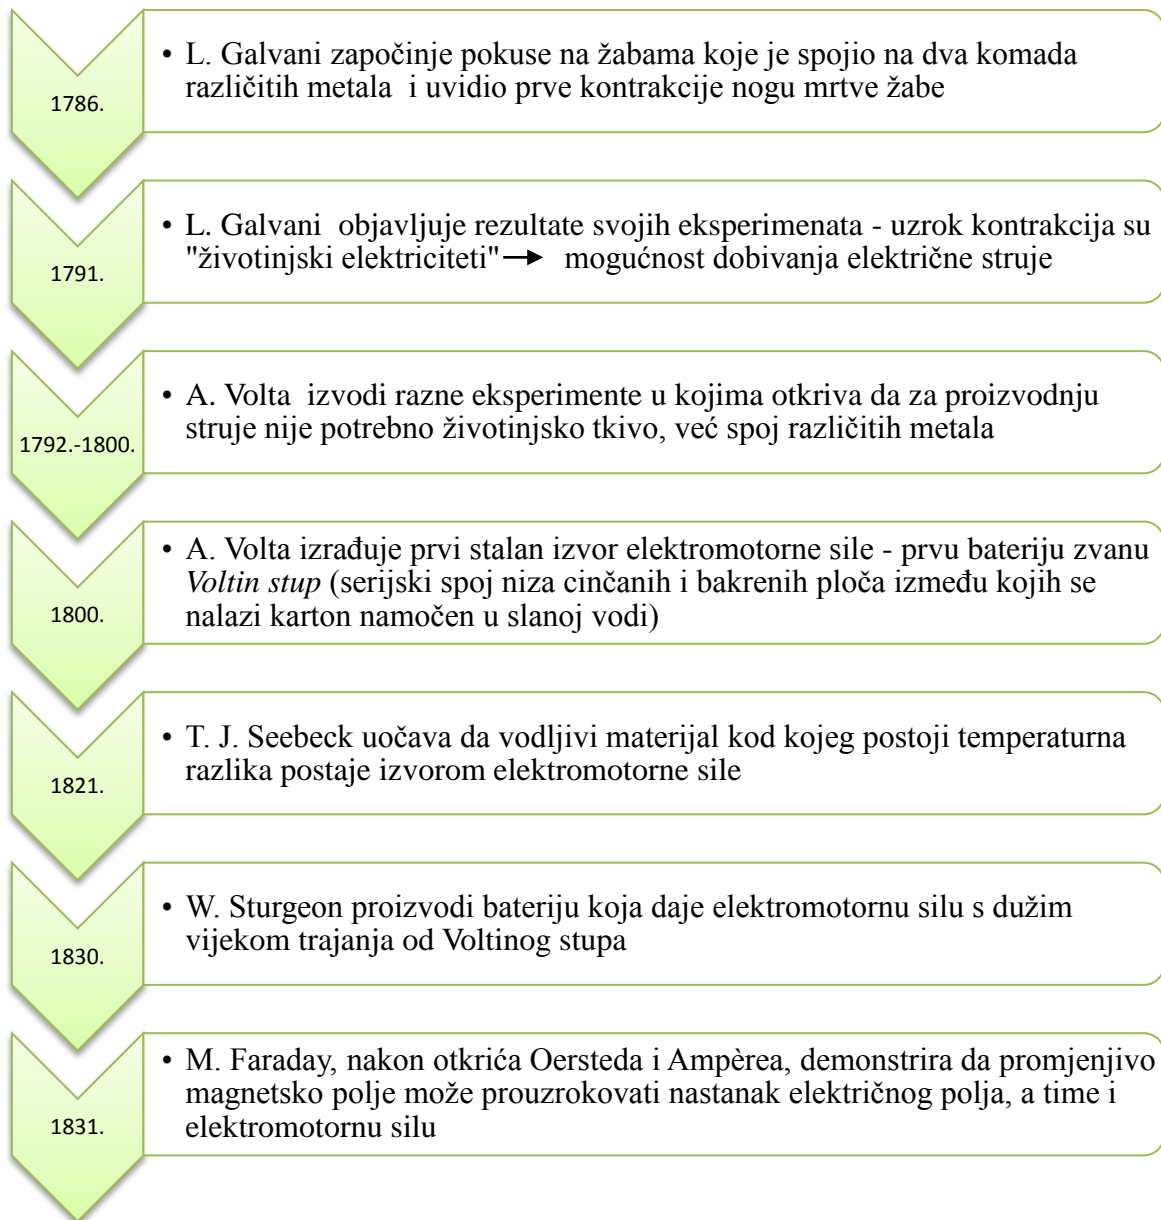 1786.
• L. Galvani započinje pokuse na žabama koje je spojio na dva komada
različitih metala i uvidio prve kontrakcije nogu mrtve žabe
1791.
• L. Galvani objavljuje rezultate svojih eksperimenata - uzrok kontrakcija su
"životinjski elektriciteti" → mogućnost dobivanja električne struje
1792.-1800.
• A. Volta izvodi razne eksperimente u kojima otkriva da za proizvodnju
struje nije potrebno životinjsko tkivo, već spoj različitih metala
1800.
• A. Volta izrađuje prvi stalan izvor elektromotorne sile - prvu bateriju zvanu
Voltin stup (serijski spoj niza cinčanih i bakrenih ploča između kojih se
nalazi karton namočen u slanoj vodi)
1821.
• T. J. Seebeck uočava da vodljivi materijal kod kojeg postoji temperaturna
razlika postaje izvorom elektromotorne sile
1830.
• W. Sturgeon proizvodi bateriju koja daje elektromotornu silu s dužim
vijekom trajanja od Voltinog stupa
1831.
• M. Faraday, nakon otkrića Oersteda i Ampèrea, demonstrira da promjenjivo
magnetsko polje može prouzrokovati nastanak električnog polja, a time i
elektromotornu silu